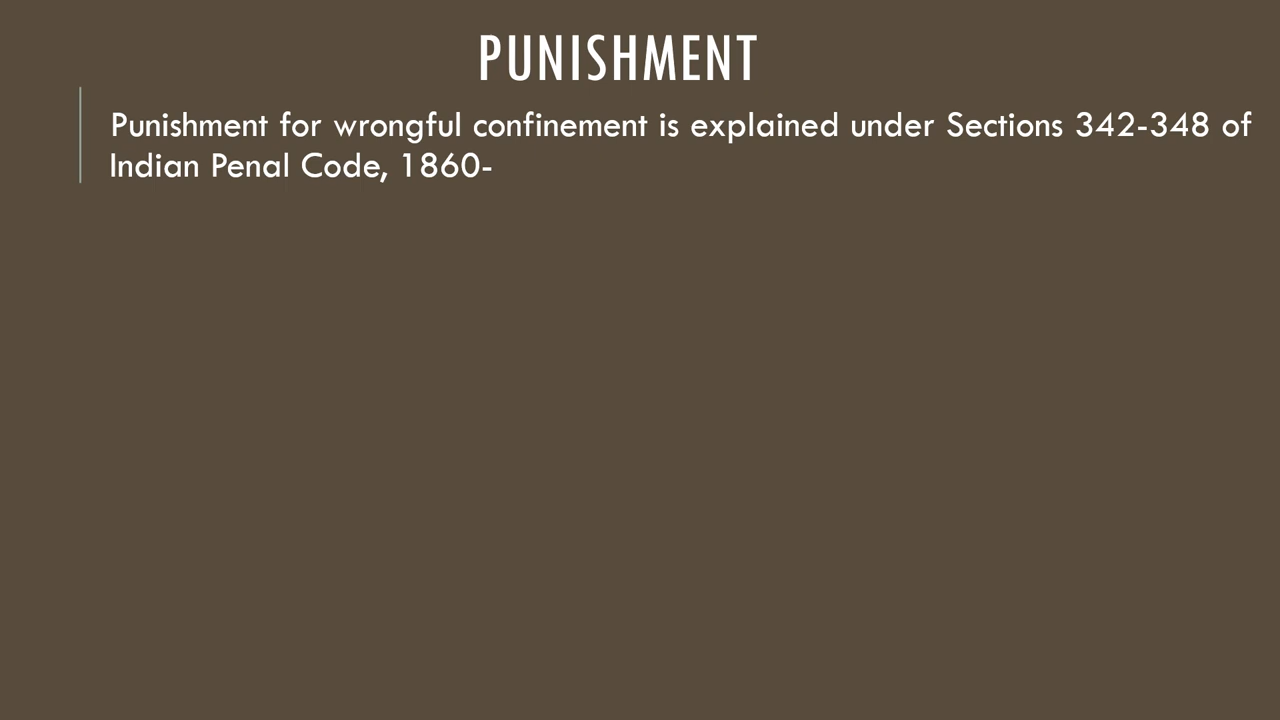 PUNISHMENT
Punishment for wrongful confinement is explained under Sections 342-348 of
Indian Penal Code, 1860-